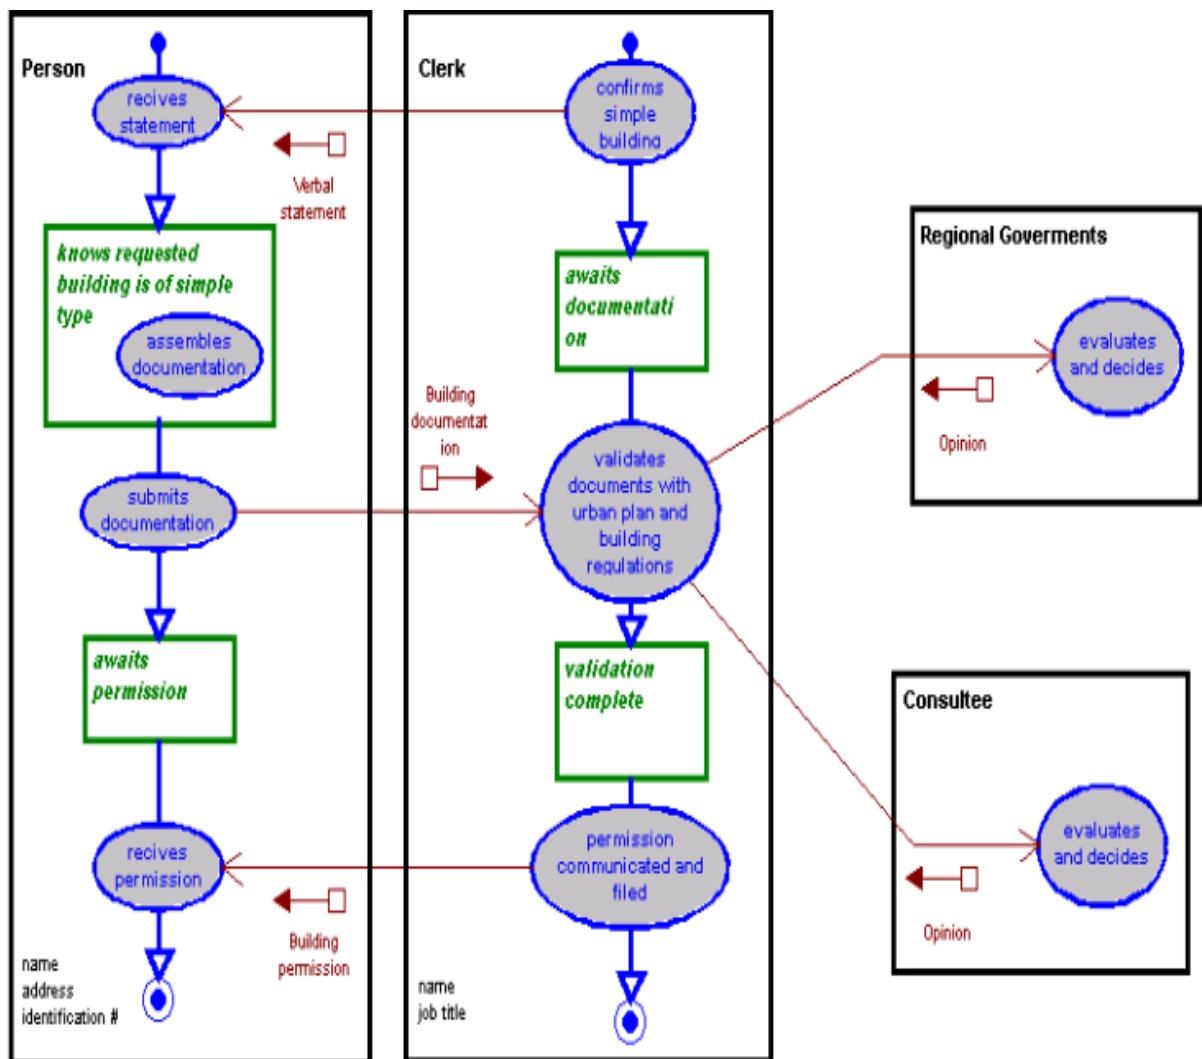 Person
recives
statement
Verbal
statement
knows requested
building is of simple
type
assembles
documentation
submits
documentation
awaits
permission
recives
permission
Building
permission
name
address
identification #
Clerk
confirms
simple
building
awaits
documentati
on
Building
documentat
ion
validates
documents with
urban plan and
building
regulations
validation
complete
permission
communicated and
filed
name
job title
Regional Goverments
evaluates
and decides
Opinion
Consultee
evaluates
and decides
Opinion